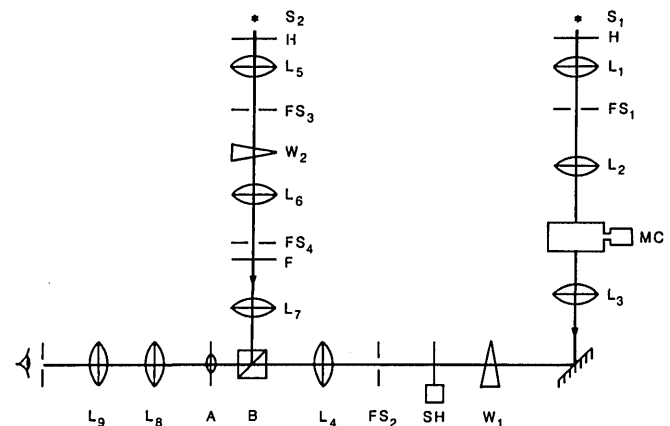 S₂
H
L₅
FS₃
W₂
L₆
FS₄
F
L₇
S₁
H
L₁
FS₁
L₂
MC
L₃
L₉ L₈ A B L₄ FS₂ SH W₁